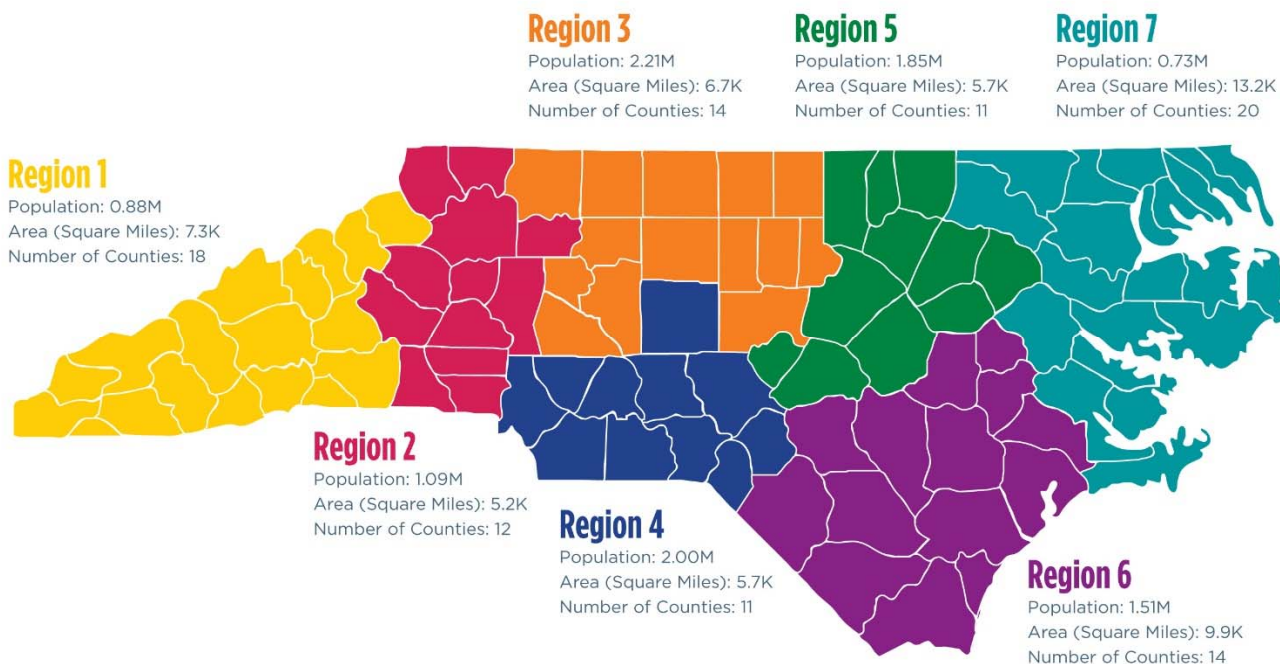 Region 3
Population: 2.21M
Area (Square Miles): 6.7K
Number of Counties: 14
Region 5
Population: 1.85M
Area (Square Miles): 5.7K
Number of Counties: 11
Region 7
Population: 0.73M
Area (Square Miles): 13.2K
Number of Counties: 20
Region 1
Population: 0.88M
Area (Square Miles): 7.3K
Number of Counties: 18
Region 2
Population: 1.09M
Area (Square Miles): 5.2K
Number of Counties: 12
Region 4
Population: 2.00M
Area (Square Miles): 5.7K
Number of Counties: 11
Region 6
Population: 1.51M
Area (Square Miles): 9.9K
Number of Counties: 14